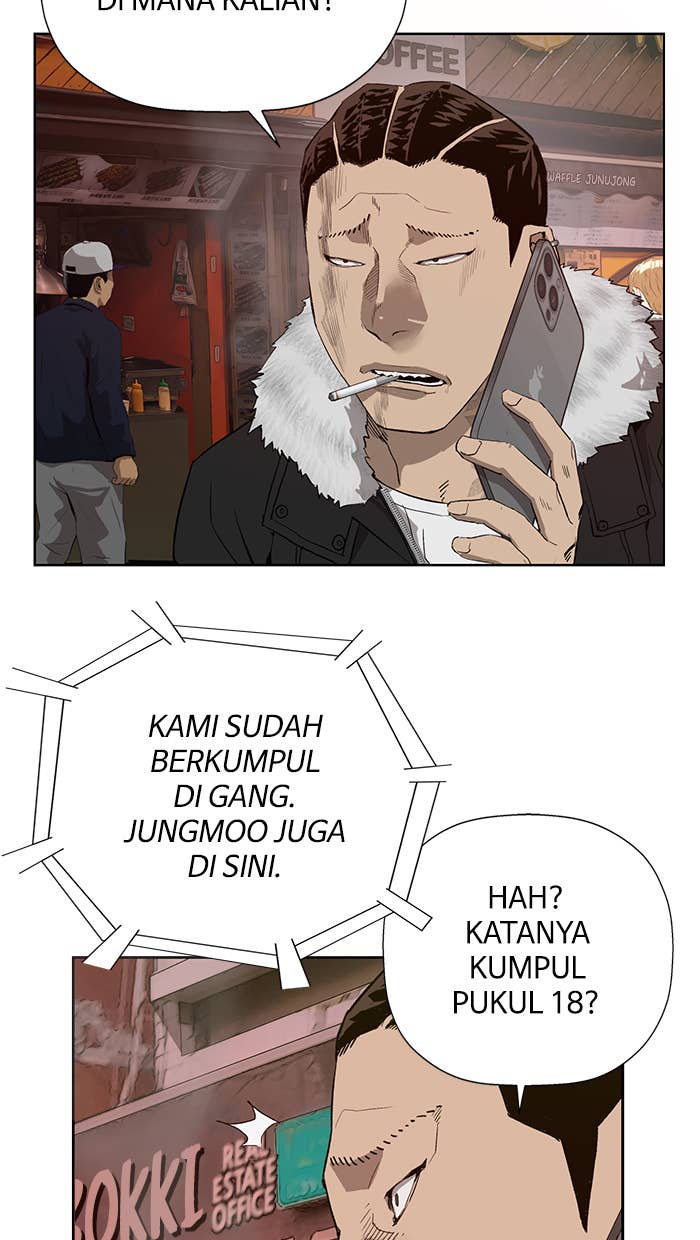 DI MANA KALIAN?
COFFEE
WAFFLE JUNUJONG
KAMI SUDAH
BERKUMPUL
DI GANG.
JUNGMOO JUGA
DI SINI.
HAH?
KATANYA
KUMPUL
PUKUL 18?
OKKI
REAL
ESTATE
OFFICE